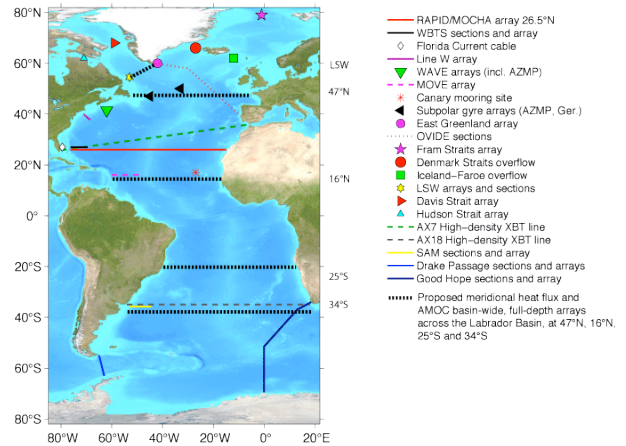 80°N
60°N
40°N
20°N
0°
20°S
40°S
60°S
80°S
80°W 60°W 40°W 20°W 0° 20°E
LSW
47°N
16°N
25°S
34°S
RAPID/MOCHA array 26.5°N
WBTS sections and array
Florida Current cable
Line W array
WAVE arrays (incl. AZMP)
MOVE array
Canary mooring site
Subpolar gyre arrays (AZMP, Ger.)
East Greenland array
OVIDE sections
Fram Straits array
Denmark Straits overflow
Iceland-Faroe overflow
LSW arrays and sections
Davis Strait array
Hudson Strait array
AX7 High-density XBT line
AX18 High-density XBT line
SAM sections and array
Drake Passage sections and arrays
Good Hope sections and array
Proposed meridional heat flux and
AMOC basin-wide, full-depth arrays
across the Labrador Basin, at 47°N, 16°N,
25°S and 34°S